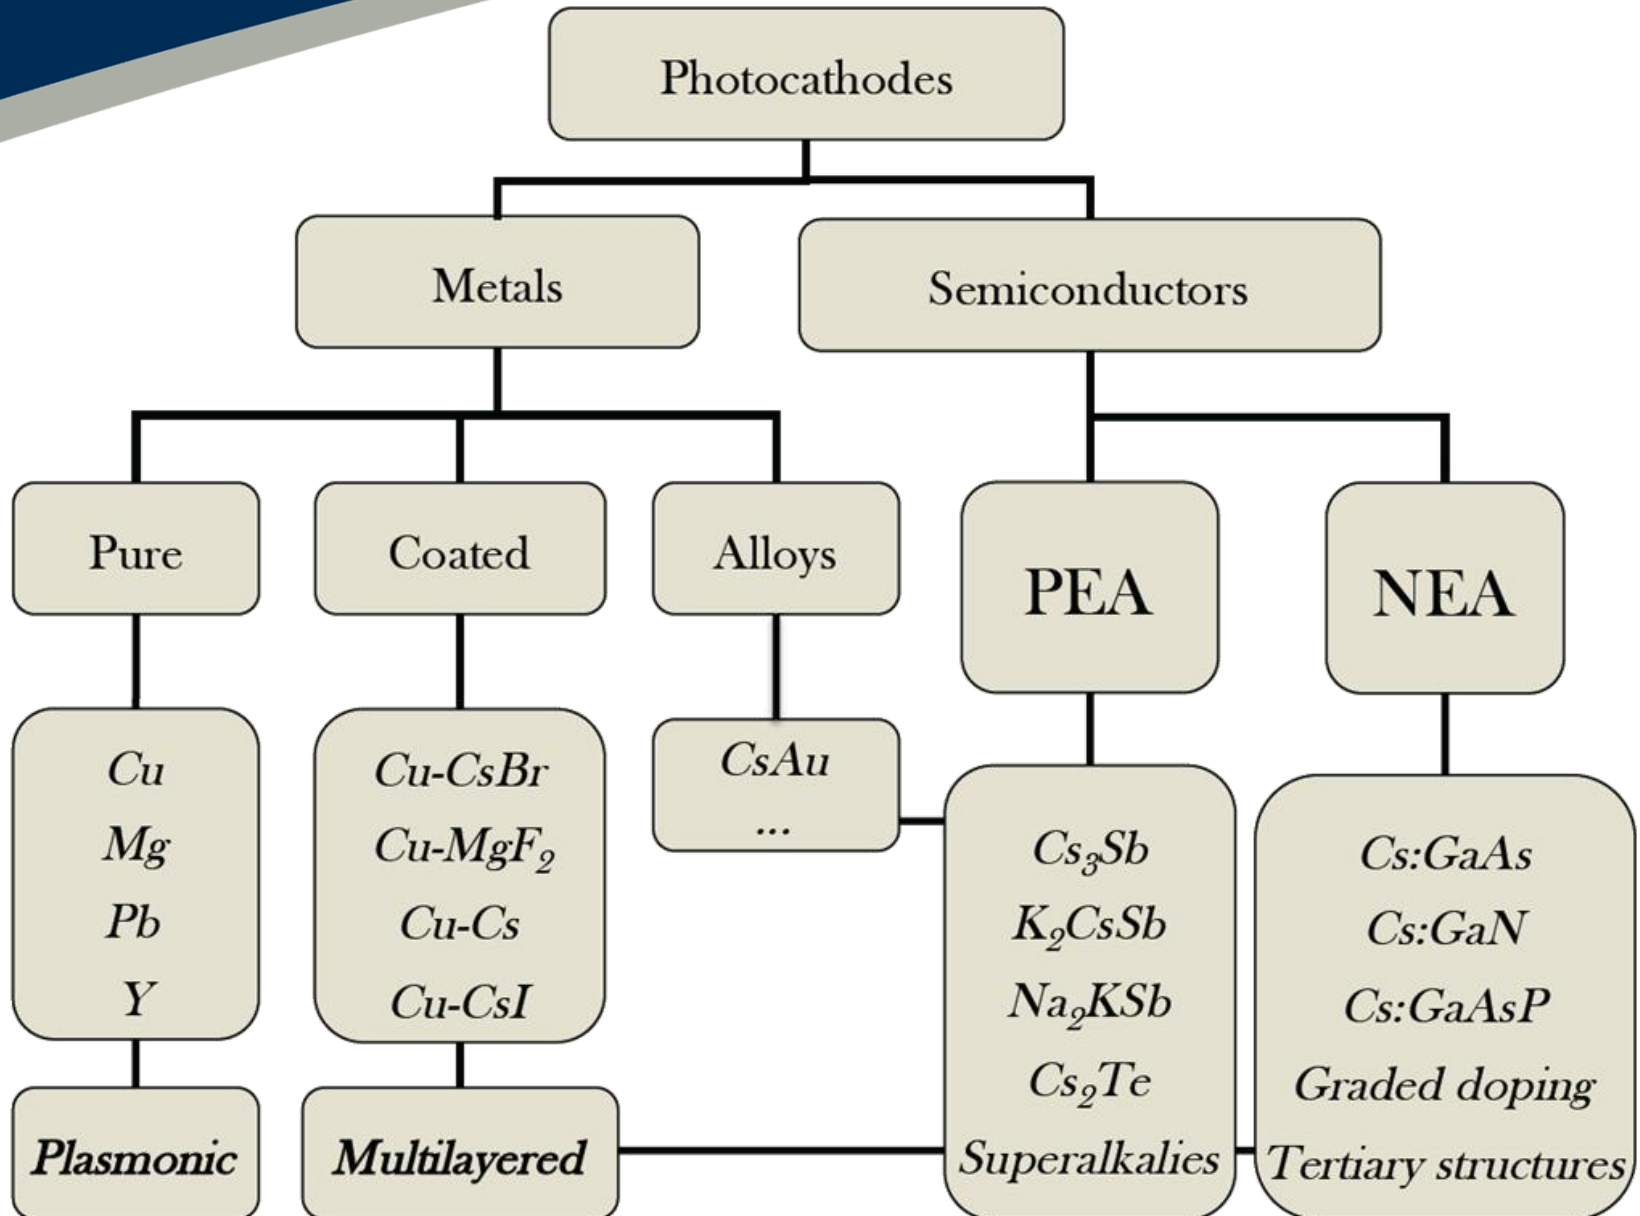 Photocathodes
Metals
Semiconductors
Pure
Coated
Alloys
PEA
NEA
Cu
Mg
Pb
Y
Cu-CsBr
Cu-MgF₂
Cu-Cs
Cu-CsI
CsAu
...
Cs₃Sb
K₂CsSb
Na₂KSb
Cs₂Te
Superalkalies
Cs:GaAs
Cs:GaN
Cs:GaAsP
Graded doping
Tertiary structures
Plasmonic
Multilayered